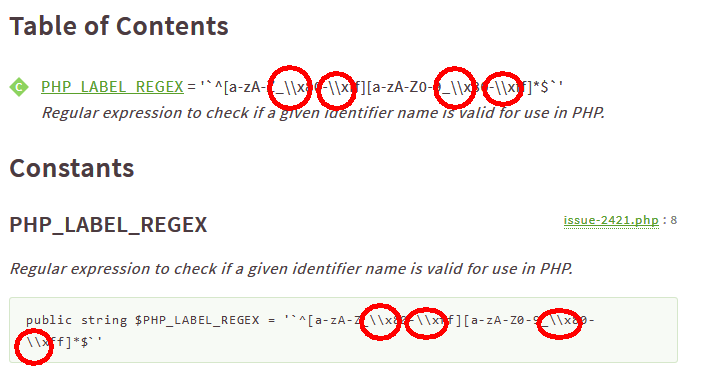 Table of Contents
C PHP_LABEL_REGEX = '`^[a-zA-Z_\\x80-\\xff][a-zA-Z0-9_\\x80-\\xff]*$`'
Regular expression to check if a given identifier name is valid for use in PHP.
Constants
PHP_LABEL_REGEX
issue-2421.php : 8
Regular expression to check if a given identifier name is valid for use in PHP.
public string $PHP_LABEL_REGEX = '`^[a-zA-Z_\\x80-\\xff][a-zA-Z0-9_\\x80-
\\xff]*$`'